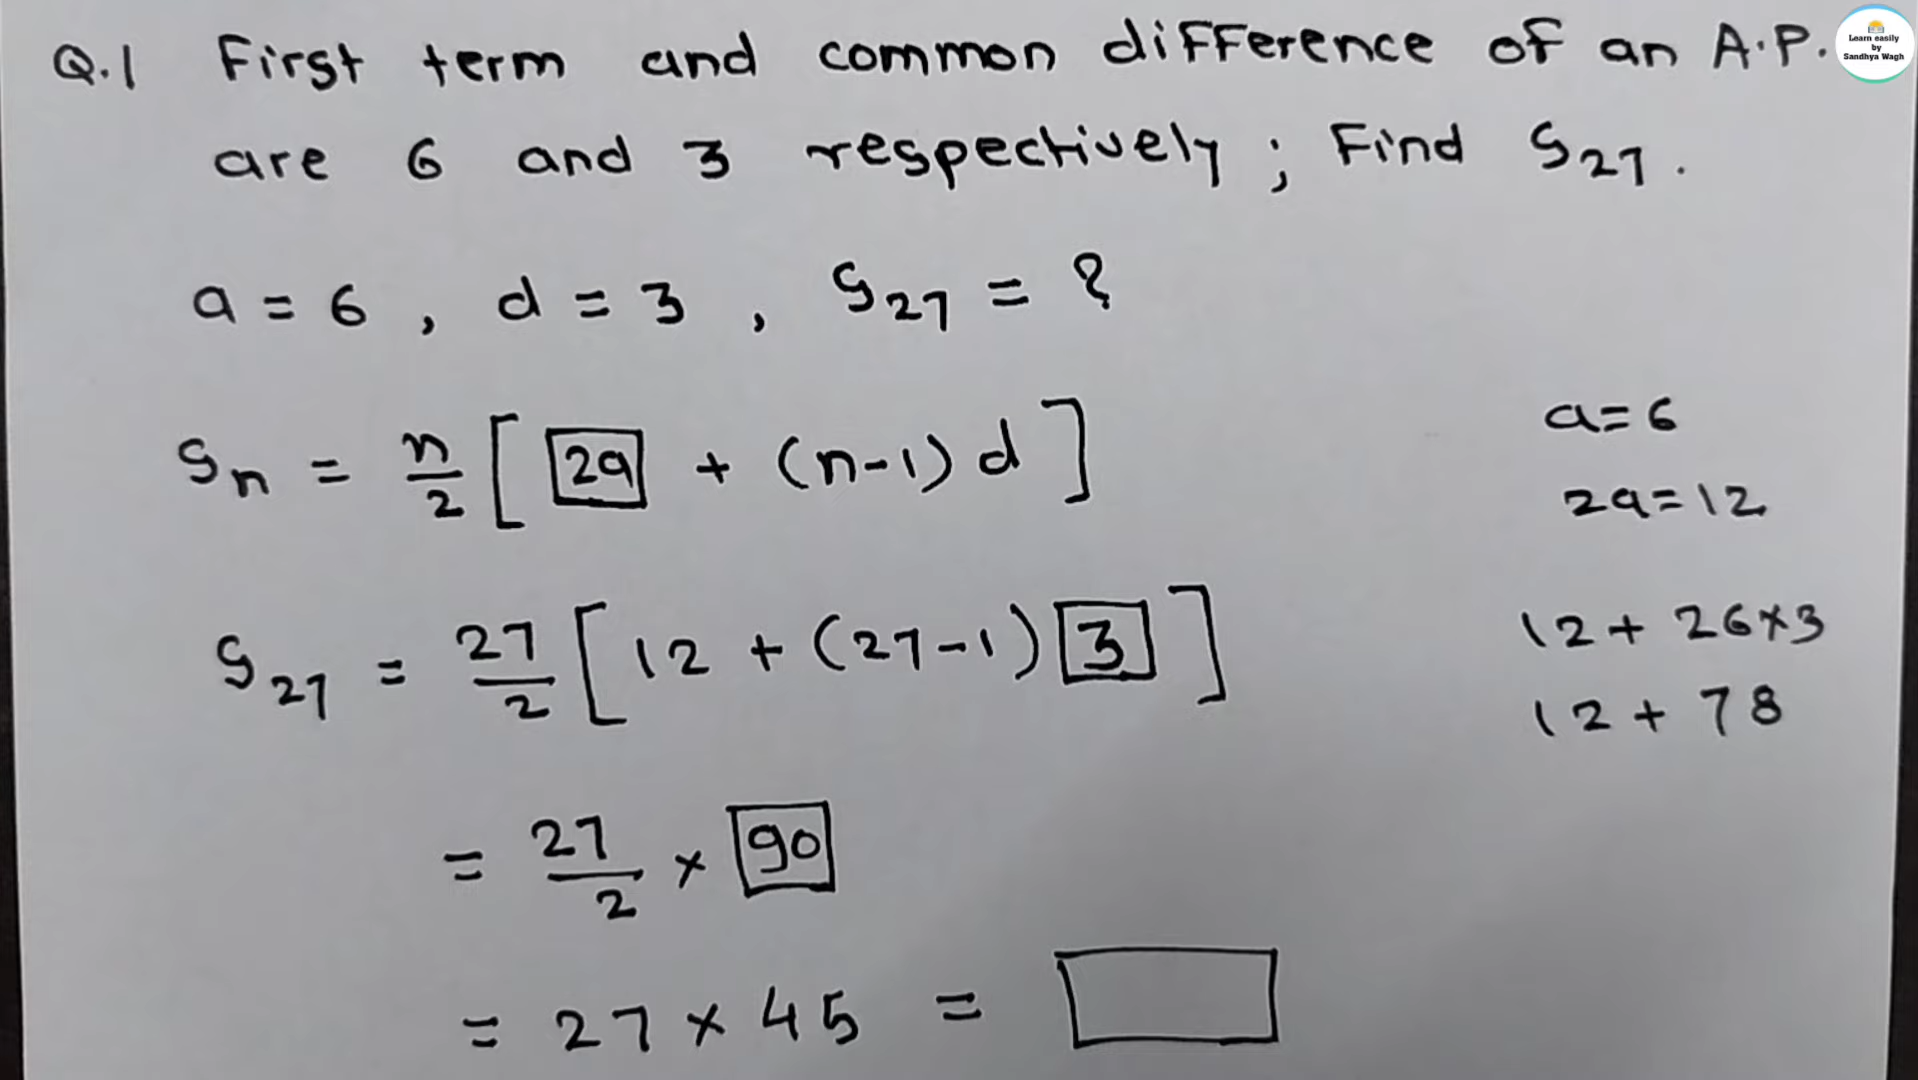 Q.1 First term and common difference of an A.P.
are 6 and 3 respectively ; Find S27.
a = 6 , d = 3 , S27 = ?
Sn = n/2 [ 2a + (n-1) d ]
a=6
2a=12
S27 = 27/2 [ 12 + (27-1) 3 ]
12 + 26×3
12 + 78
= 27/2 × 90
= 27 × 45 =
Learn easily
by
Sandhya Wagh